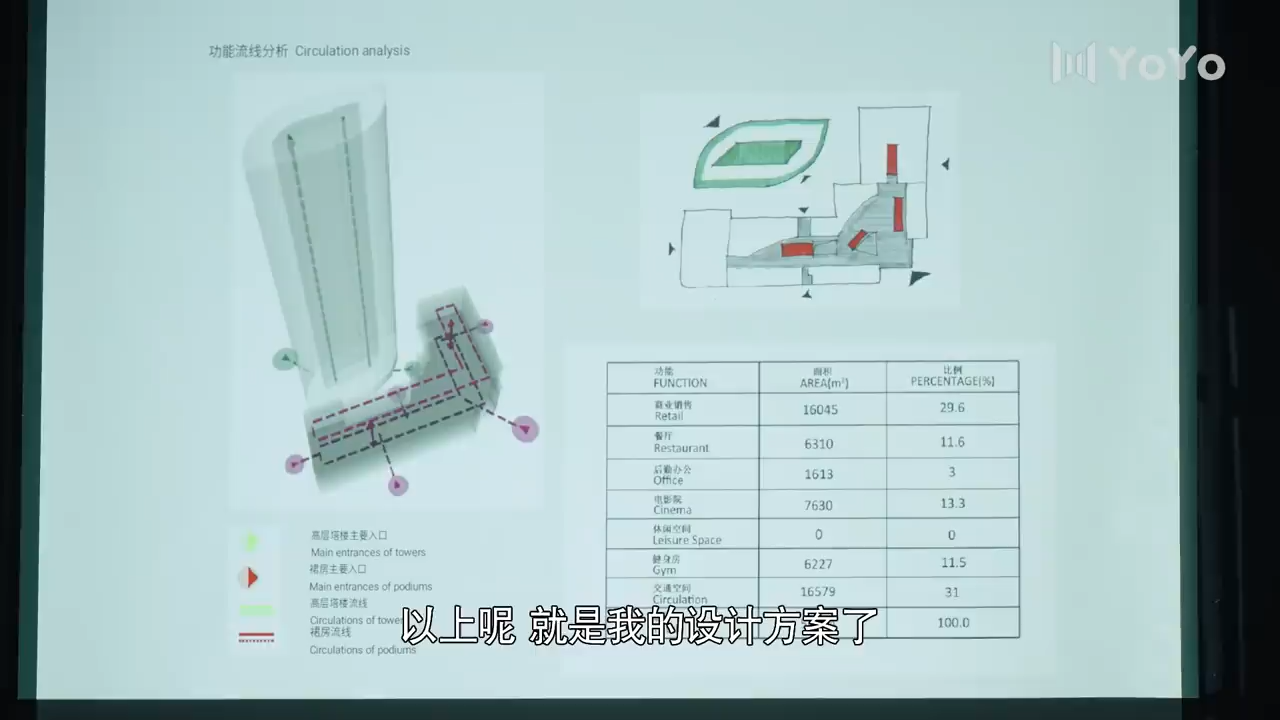 功能流线分析 Circulation analysis
YoYo
功能 FUNCTION
面积 AREA(m²)
比例 PERCENTAGE(%)
商业销售 Retail
16045
29.6
餐厅 Restaurant
6310
11.6
后勤办公 Office
1613
3
电影院 Cinema
7630
13.3
休闲空间 Leisure Space
0
0
健身房 Gym
6227
11.5
交通空间 Circulation
16579
31
100.0
高层塔楼主要入口
Main entrances of towers
裙房主要入口
Main entrances of podiums
高层塔楼流线
Circulations of tower
裙房流线
Circulations of podiums
以上呢 就是我的设计方案了